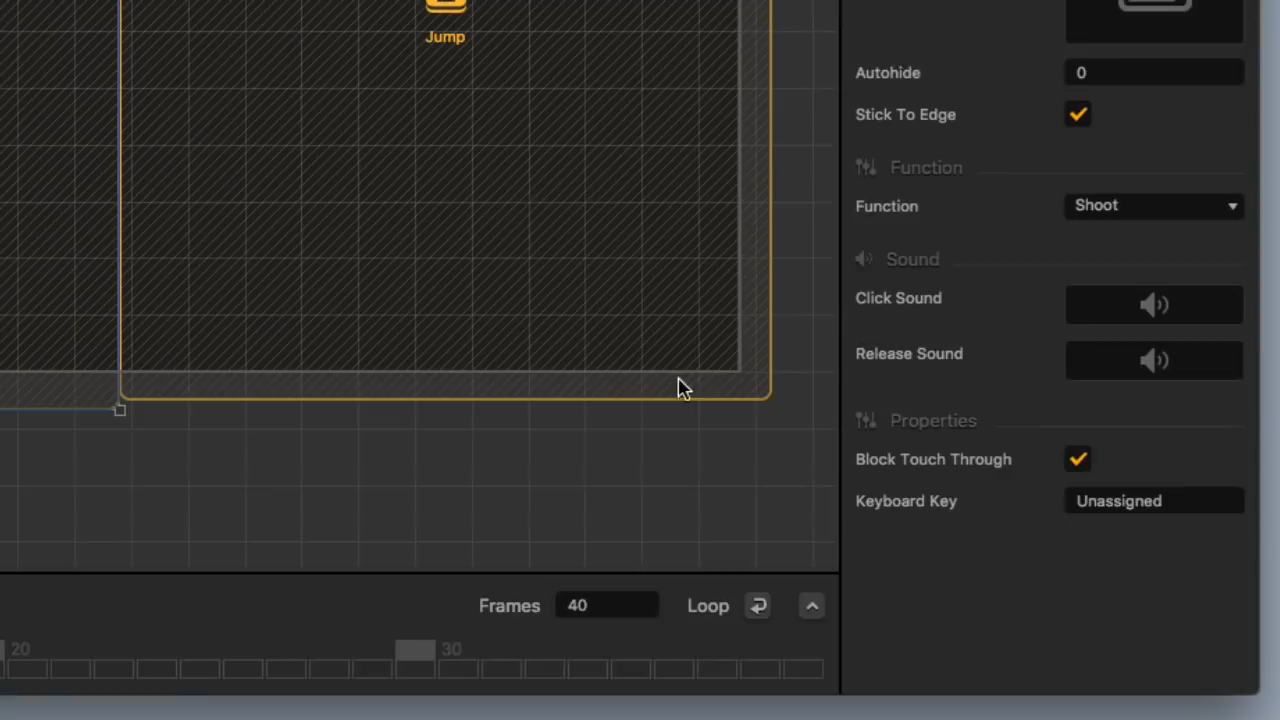 Jump
Autohide
0
Stick To Edge
Function
Function
Shoot
Sound
Click Sound
Release Sound
Properties
Block Touch Through
Keyboard Key
Unassigned
Frames
40
Loop
20
30